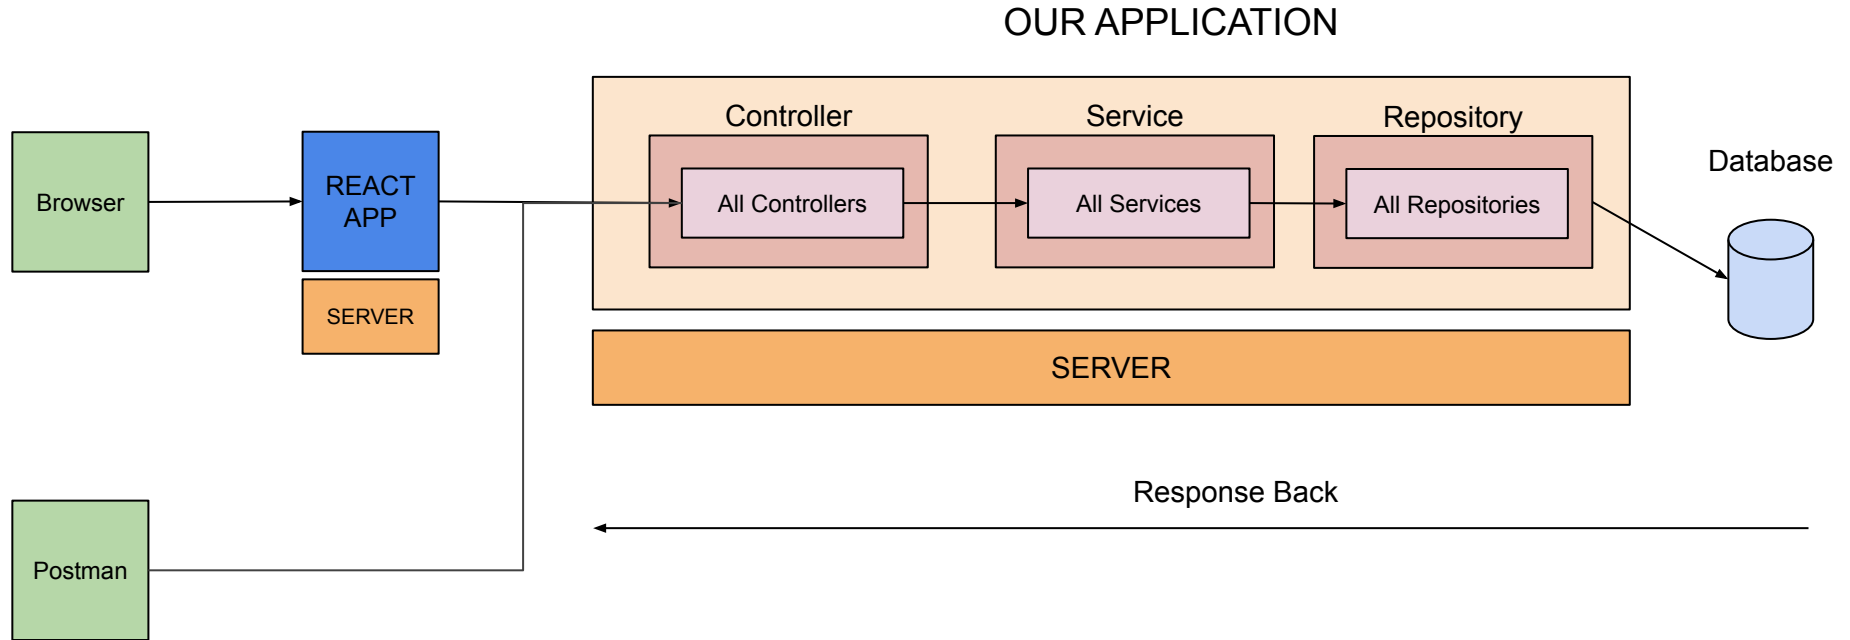 OUR APPLICATION
Controller
Service
Repository
Database
Browser
REACT
APP
All Controllers
All Services
All Repositories
SERVER
SERVER
Response Back
Postman